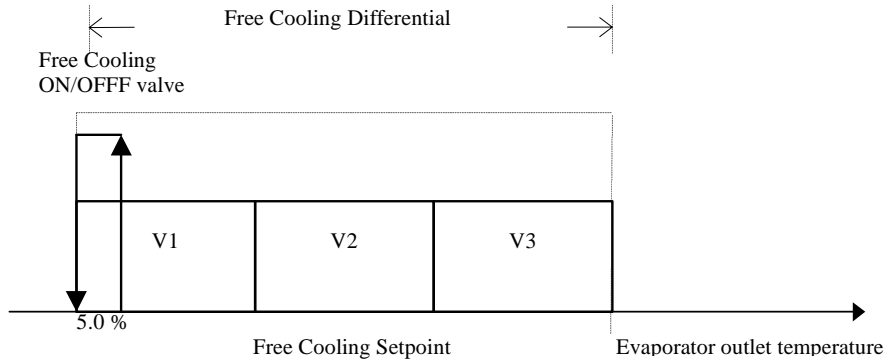 Free Cooling Differential
Free Cooling
ON/OFFF valve
V1
V2
V3
5.0 %
Free Cooling Setpoint
Evaporator outlet temperature